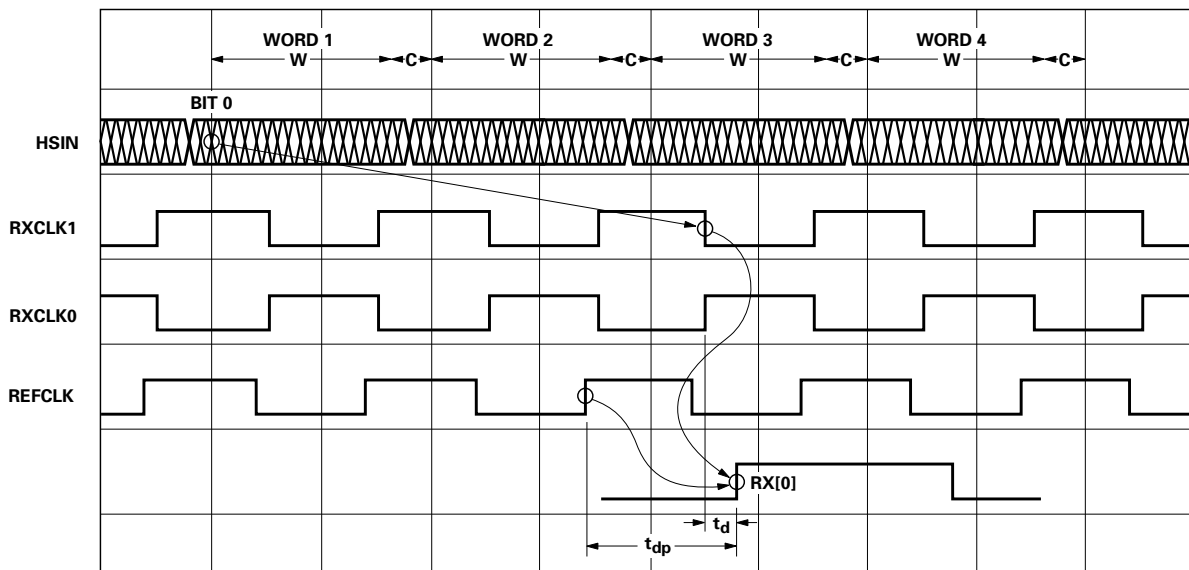 WORD 1 WORD 2 WORD 3 WORD 4
W C W C W C W C
BIT 0
HSIN
RXCLK1
RXCLK0
REFCLK
RX[0]
td
tdp